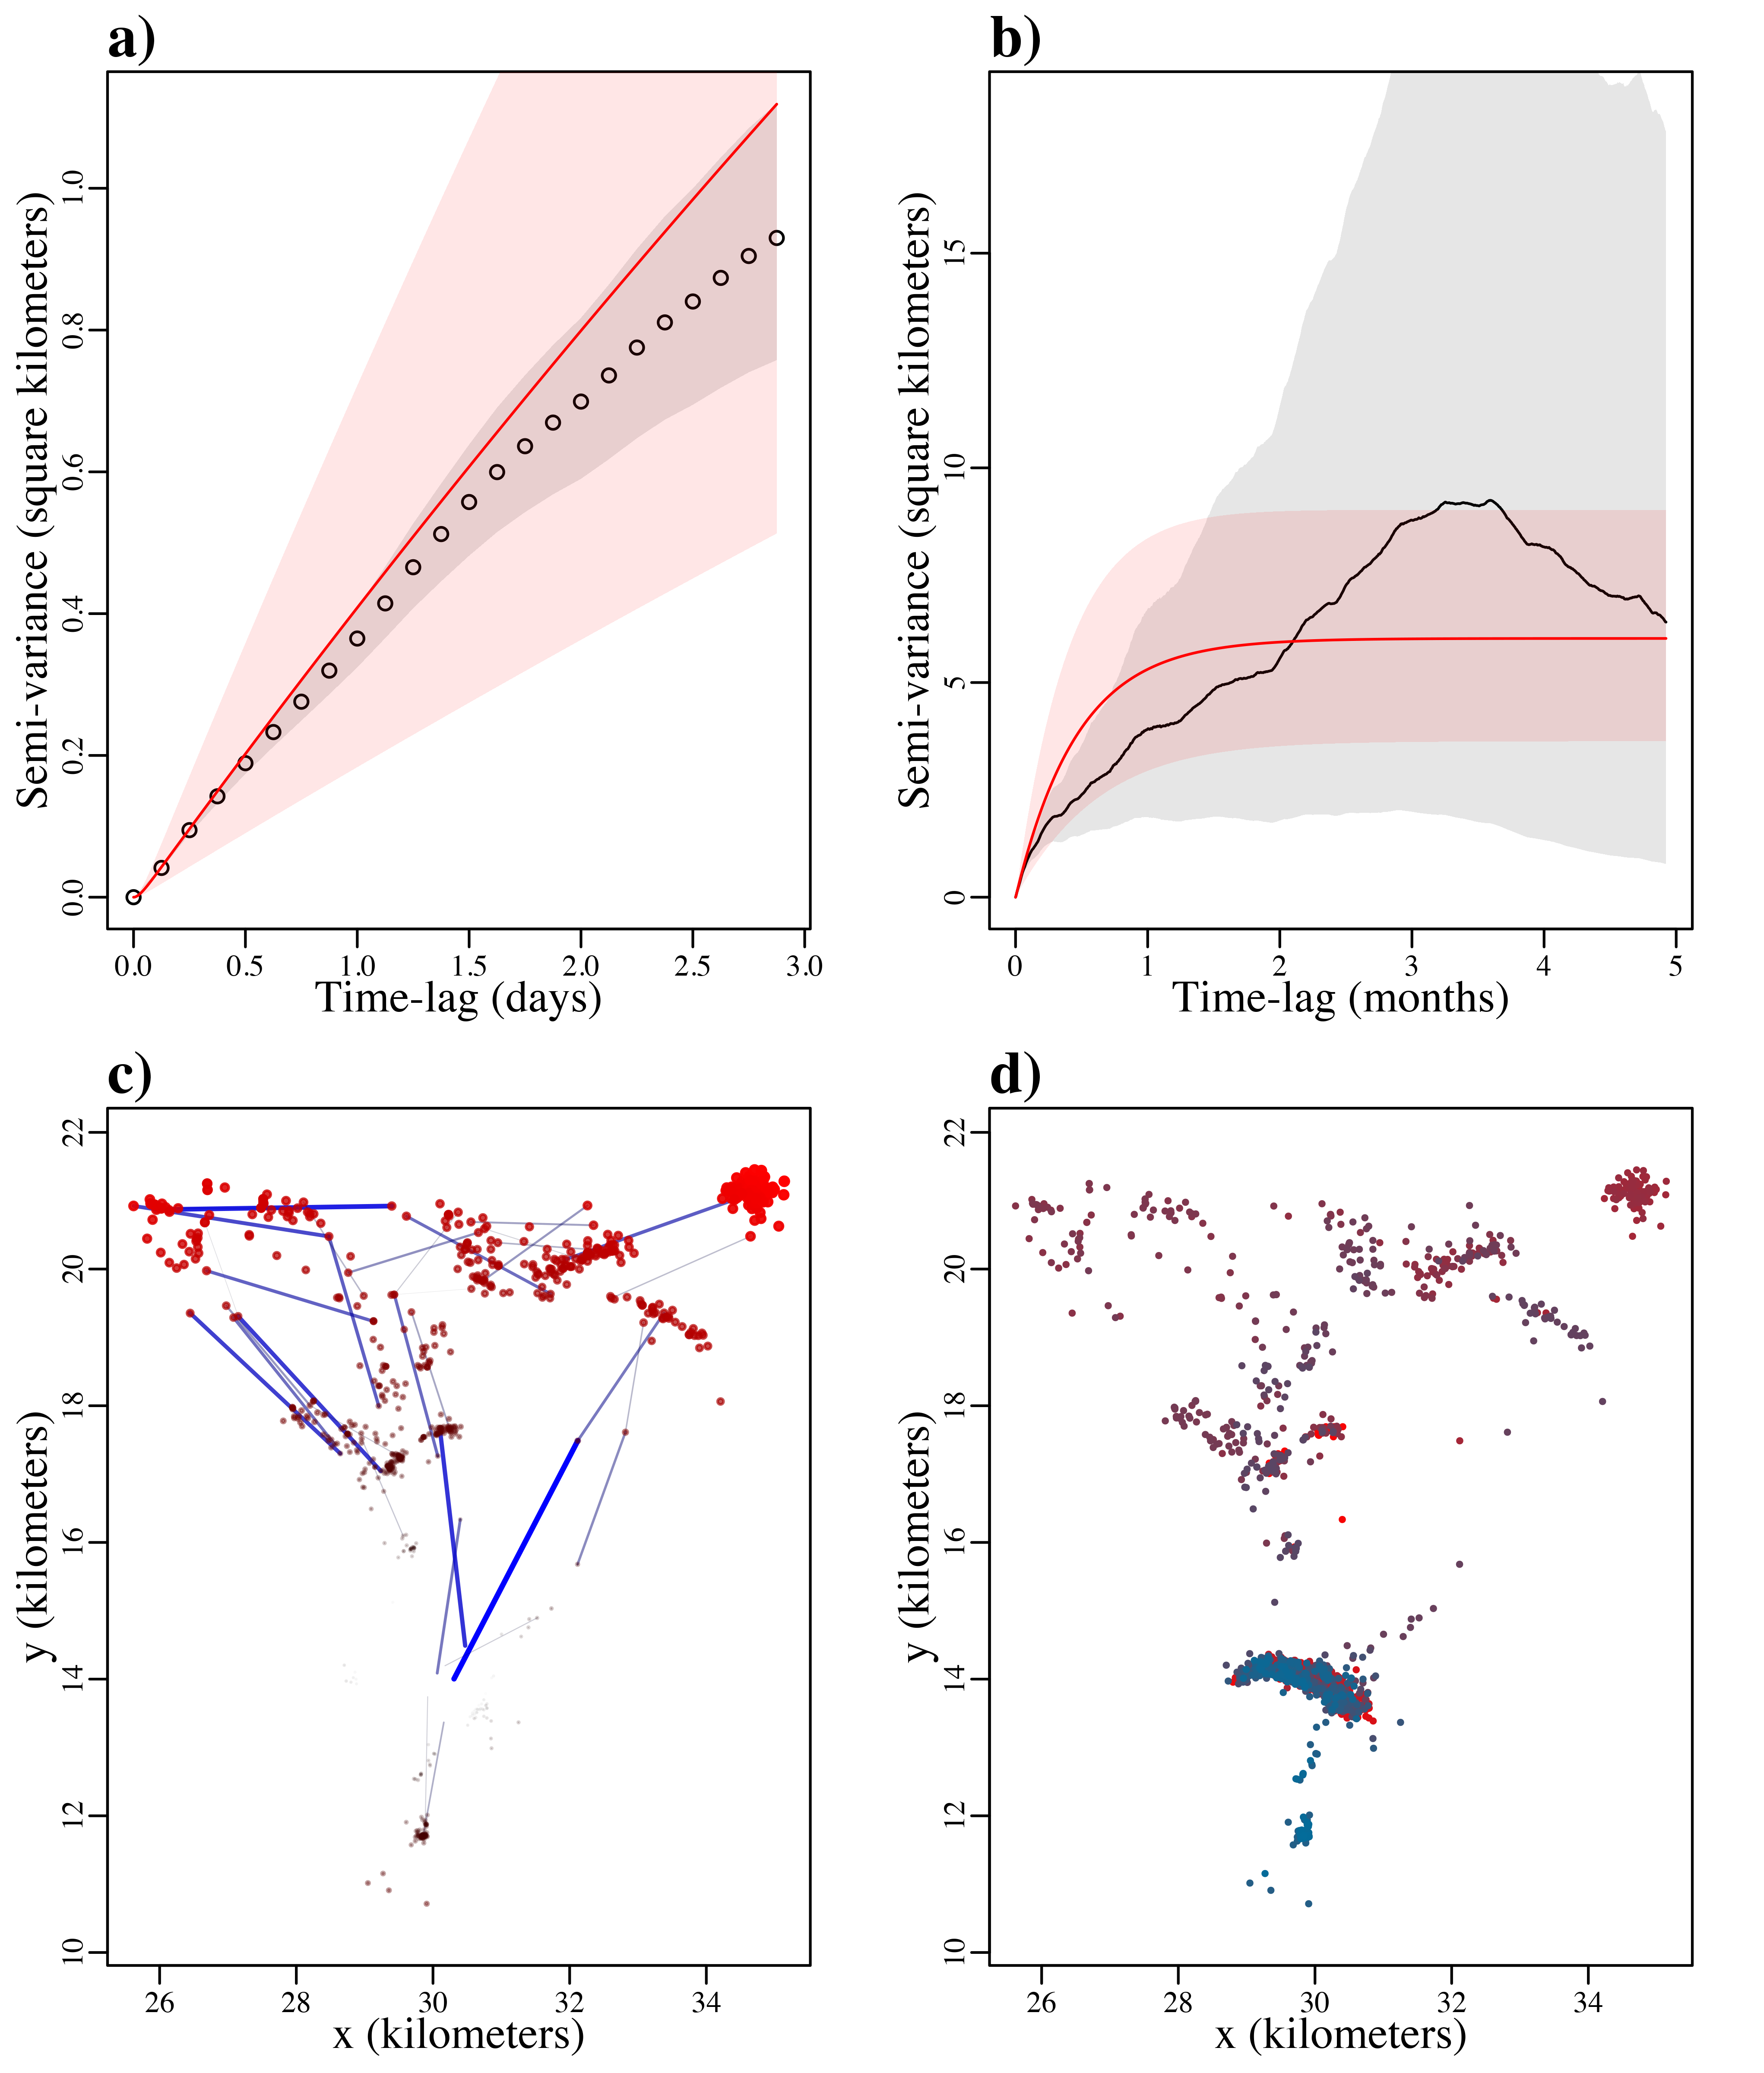 a)
Semi-variance (square kilometers)
0.0 0.2 0.4 0.6 0.8 1.0
0.0 0.5 1.0 1.5 2.0 2.5 3.0
Time-lag (days)
b)
Semi-variance (square kilometers)
0 5 10 15
0 1 2 3 4 5
Time-lag (months)
c)
y (kilometers)
10 12 14 16 18 20 22
26 28 30 32 34
x (kilometers)
d)
y (kilometers)
10 12 14 16 18 20 22
26 28 30 32 34
x (kilometers)